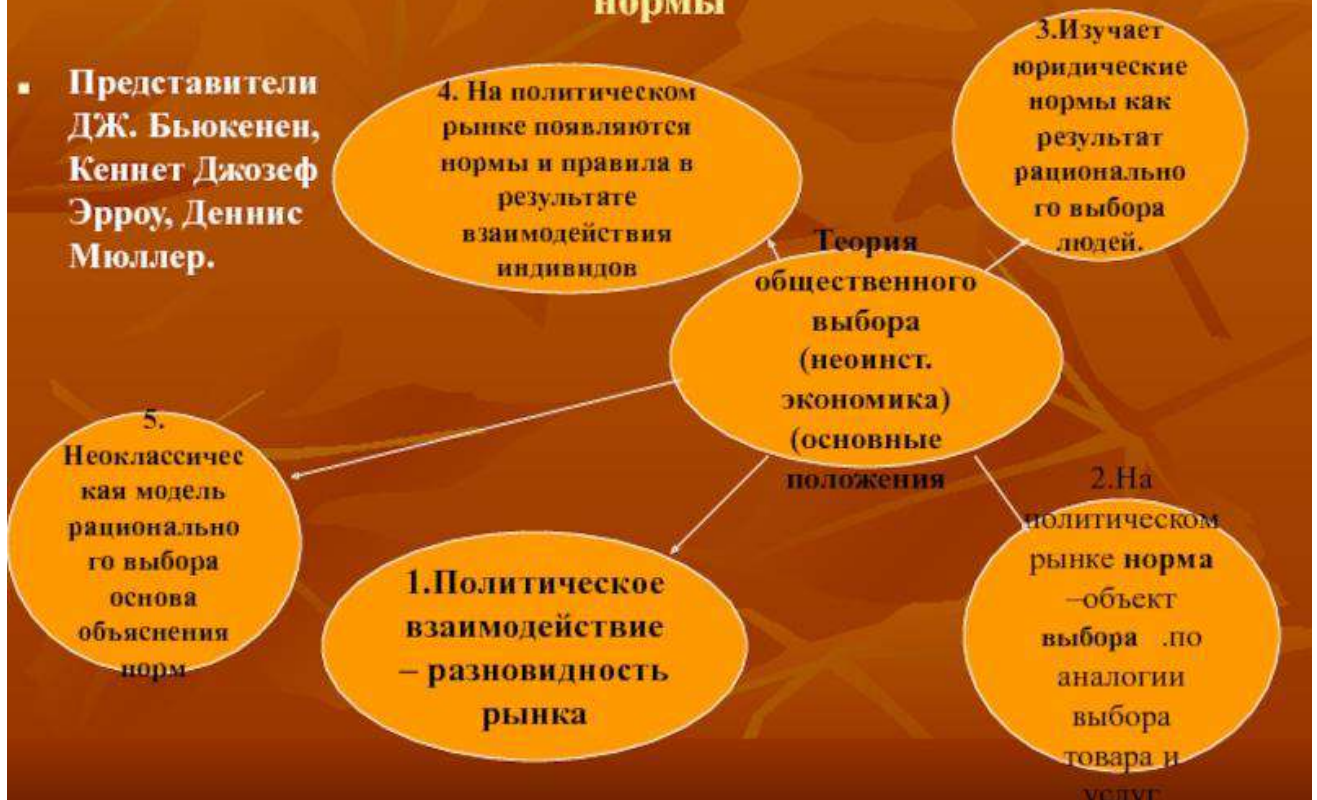 нормы
▪ Представители
ДЖ. Бьюкенен,
Кеннет Джозеф
Эрроу, Деннис
Мюллер.
4. На политическом
рынке появляются
нормы и правила в
результате
взаимодействия
индивидов
3.Изучает
юридические
нормы как
результат
рационально
го выбора
людей.
Теория
общественного
выбора
(неоинст.
экономика)
(основные
положения
5.
Неоклассичес
кая модель
рационально
го выбора
основа
объяснения
норм
1.Политическое
взаимодействие
– разновидность
рынка
2.На
политическом
рынке норма
–объект
выбора .по
аналогии
выбора
товара и
услуг